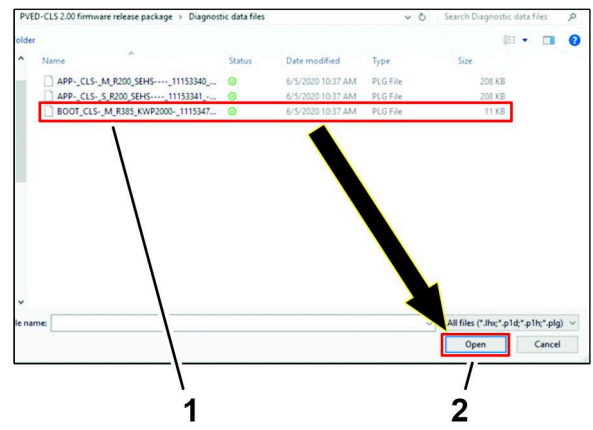 PVED-CLS 2.00 firmware release package › Diagnostic data files
Search Diagnostic data files
older
Name Status Date modified Type Size
APP-_CLS-_M_R200_SEHS----_11153340_... 6/5/2020 10:37 AM PLG File 208 KB
APP-_CLS-_S_R200_SEHS----_11153341_-... 6/5/2020 10:37 AM PLG File 208 KB
BOOT_CLS-_M_R385_KWP2000-_1115347... 6/5/2020 10:37 AM PLG File 11 KB
le name: All files (*.lhx;*.p1d;*.p1h;*.plg)
Open Cancel
1 2